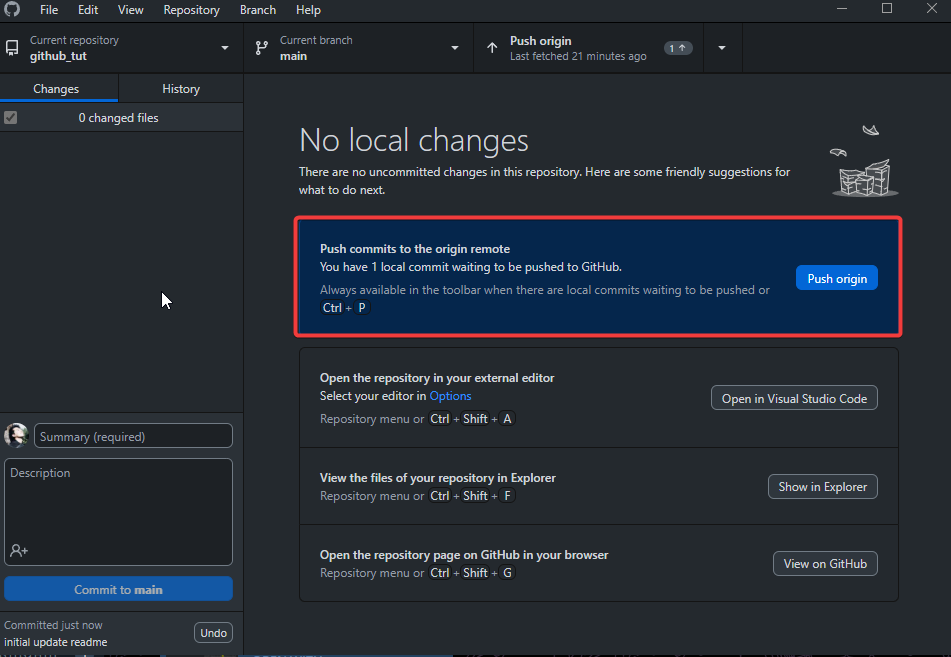 File Edit View Repository Branch Help
Current repository
github_tut
Current branch
main
Push origin
Last fetched 21 minutes ago
1
Changes
History
0 changed files
No local changes
There are no uncommitted changes in this repository. Here are some friendly suggestions for
what to do next.
Push commits to the origin remote
You have 1 local commit waiting to be pushed to GitHub.
Always available in the toolbar when there are local commits waiting to be pushed or
Ctrl + P
Push origin
Open the repository in your external editor
Select your editor in Options
Repository menu or Ctrl + Shift + A
Open in Visual Studio Code
View the files of your repository in Explorer
Repository menu or Ctrl + Shift + F
Show in Explorer
Open the repository page on GitHub in your browser
Repository menu or Ctrl + Shift + G
View on GitHub
Summary (required)
Description
Commit to main
Committed just now
initial update readme
Undo